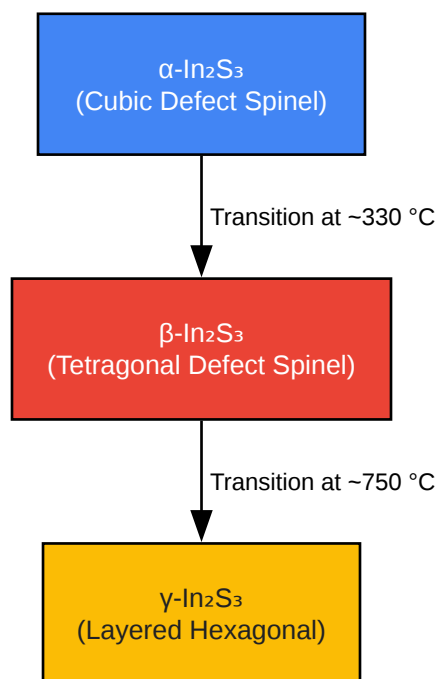 α-In₂S₃
(Cubic Defect Spinel)
Transition at ~330 °C
β-In₂S₃
(Tetragonal Defect Spinel)
Transition at ~750 °C
γ-In₂S₃
(Layered Hexagonal)